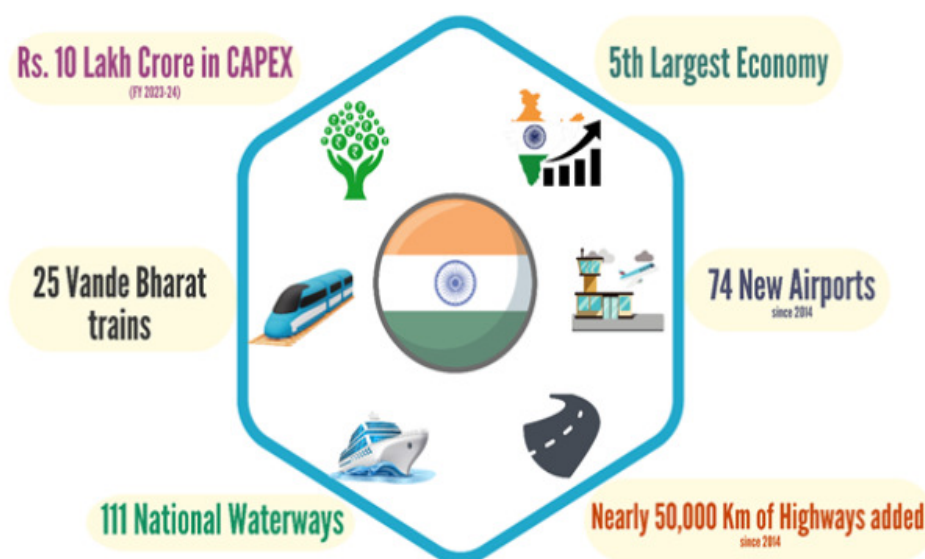 Rs. 10 Lakh Crore in CAPEX
(FY 2023-24)
5th Largest Economy
25 Vande Bharat
trains
74 New Airports
since 2014
111 National Waterways
Nearly 50,000 Km of Highways added
since 2014